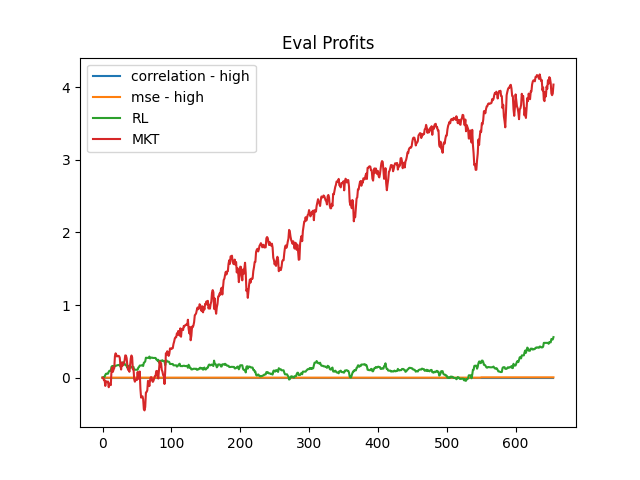 Eval Profits
correlation - high
mse - high
RL
MKT
4
3
2
1
0
0 100 200 300 400 500 600